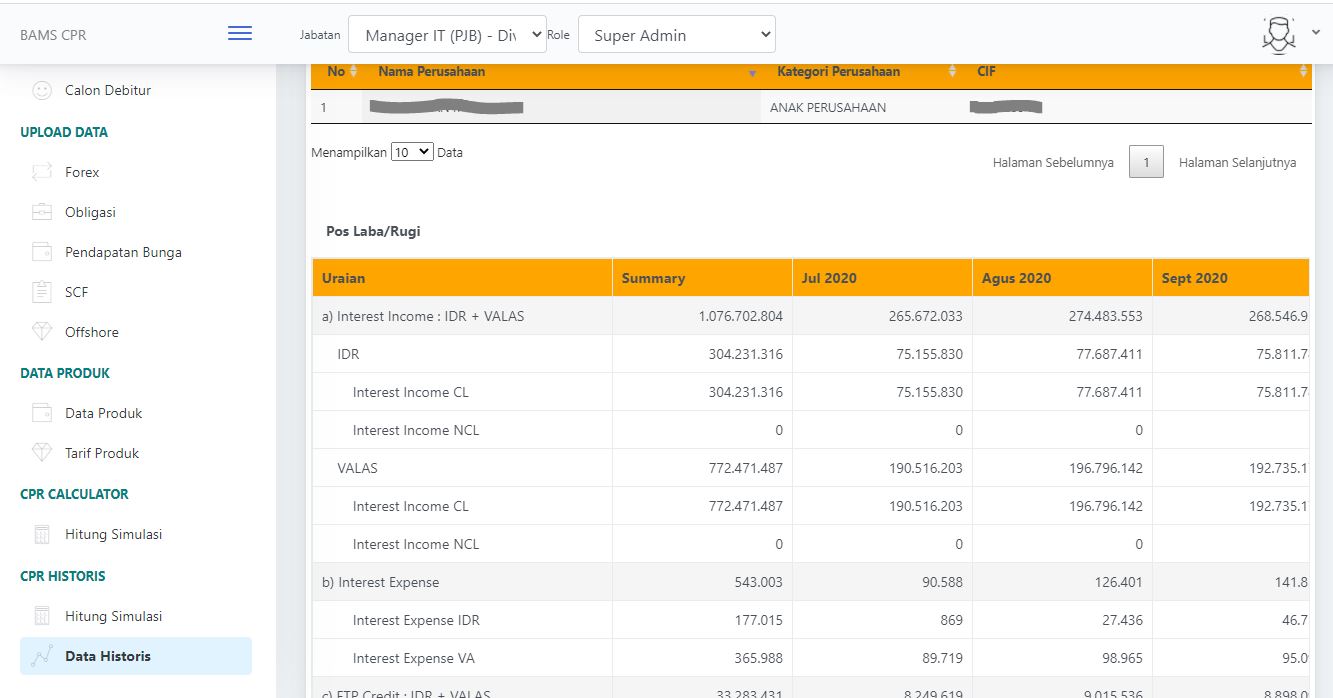 BAMS CPR Jabatan Manager IT (PJB) - Div Role Super Admin
No Nama Perusahaan Kategori Perusahaan CIF
1 ANAK PERUSAHAAN
Menampilkan 10 Data
Halaman Sebelumnya 1 Halaman Selanjutnya
Calon Debitur
UPLOAD DATA
Forex
Obligasi
Pendapatan Bunga
SCF
Offshore
DATA PRODUK
Data Produk
Tarif Produk
CPR CALCULATOR
Hitung Simulasi
CPR HISTORIS
Hitung Simulasi
Data Historis
Pos Laba/Rugi
Uraian Summary Jul 2020 Agus 2020 Sept 2020
a) Interest Income : IDR + VALAS 1.076.702.804 265.672.033 274.483.553 268.546.9
IDR 304.231.316 75.155.830 77.687.411 75.811.7
Interest Income CL 304.231.316 75.155.830 77.687.411 75.811.7
Interest Income NCL 0 0 0
VALAS 772.471.487 190.516.203 196.796.142 192.735.1
Interest Income CL 772.471.487 190.516.203 196.796.142 192.735.1
Interest Income NCL 0 0 0
b) Interest Expense 543.003 90.588 126.401 141.8
Interest Expense IDR 177.015 869 27.436 46.7
Interest Expense VA 365.988 89.719 98.965 95.0
c) FTP Credit : IDR + VALAS 33.283.431 8.249.619 9.015.536 8.898.0